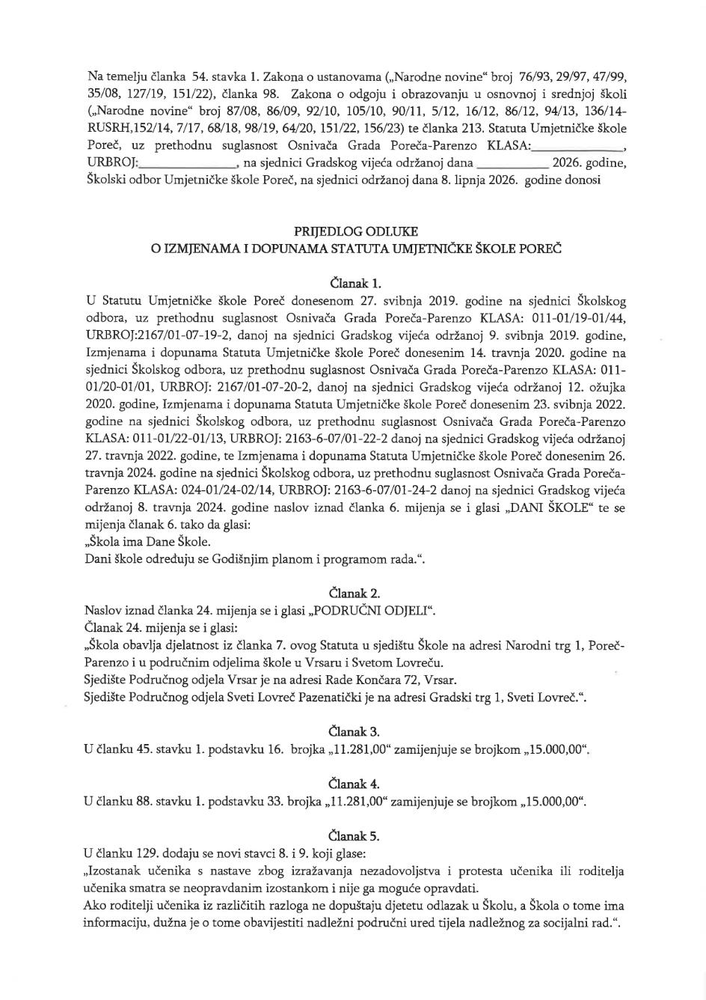 Na temelju članka 54. stavka 1. Zakona o ustanovama („Narodne novine“ broj 76/93, 29/97, 47/99,
35/08, 127/19, 151/22), članka 98. Zakona o odgoju i obrazovanju u osnovnoj i srednjoj školi
(„Narodne novine“ broj 87/08, 86/09, 92/10, 105/10, 90/11, 5/12, 16/12, 86/12, 94/13, 136/14-
RUSRH,152/14, 7/17, 68/18, 98/19, 64/20, 151/22, 156/23) te članka 213. Statuta Umjetničke škole
Poreč, uz prethodnu suglasnost Osnivača Grada Poreča-Parenzo KLASA:_______________,
URBROJ:________________, na sjednici Gradskog vijeća održanoj dana ____________ 2026. godine,
Školski odbor Umjetničke škole Poreč, na sjednici održanoj dana 8. lipnja 2026. godine donosi
PRIJEDLOG ODLUKE
O IZMJENAMA I DOPUNAMA STATUTA UMJETNIČKE ŠKOLE POREČ
Članak 1.
U Statutu Umjetničke škole Poreč donesenom 27. svibnja 2019. godine na sjednici Školskog
odbora, uz prethodnu suglasnost Osnivača Grada Poreča-Parenzo KLASA: 011-01/19-01/44,
URBROJ:2167/01-07-19-2, danoj na sjednici Gradskog vijeća održanoj 9. svibnja 2019. godine,
Izmjenama i dopunama Statuta Umjetničke škole Poreč donesenim 14. travnja 2020. godine na
sjednici Školskog odbora, uz prethodnu suglasnost Osnivača Grada Poreča-Parenzo KLASA: 011-
01/20-01/01, URBROJ: 2167/01-07-20-2, danoj na sjednici Gradskog vijeća održanoj 12. ožujka
2020. godine, Izmjenama i dopunama Statuta Umjetničke škole Poreč donesenim 23. svibnja 2022.
godine na sjednici Školskog odbora, uz prethodnu suglasnost Osnivača Grada Poreča-Parenzo
KLASA: 011-01/22-01/13, URBROJ: 2163-6-07/01-22-2 danoj na sjednici Gradskog vijeća održanoj
27. travnja 2022. godine, te Izmjenama i dopunama Statuta Umjetničke škole Poreč donesenim 26.
travnja 2024. godine na sjednici Školskog odbora, uz prethodnu suglasnost Osnivača Grada Poreča-
Parenzo KLASA: 024-01/24-02/14, URBROJ: 2163-6-07/01-24-2 danoj na sjednici Gradskog vijeća
održanoj 8. travnja 2024. godine naslov iznad članka 6. mijenja se i glasi „DANI ŠKOLE“ te se
mijenja članak 6. tako da glasi:
„Škola ima Dane Škole.
Dani škole određuju se Godišnjim planom i programom rada.“.
Članak 2.
Naslov iznad članka 24. mijenja se i glasi „PODRUČNI ODJELI“.
Članak 24. mijenja se i glasi:
„Škola obavlja djelatnost iz članka 7. ovog Statuta u sjedištu Škole na adresi Narodni trg 1, Poreč-
Parenzo i u područnim odjelima škole u Vrsaru i Svetom Lovreču.
Sjedište Područnog odjela Vrsar je na adresi Rade Končara 72, Vrsar.
Sjedište Područnog odjela Sveti Lovreč Pazenatički je na adresi Gradski trg 1, Sveti Lovreč.“.
Članak 3.
U članku 45. stavku 1. podstavku 16. brojka „11.281,00“ zamijenjuje se brojkom „15.000,00“.
Članak 4.
U članku 88. stavku 1. podstavku 33. brojka „11.281,00“ zamijenjuje se brojkom „15.000,00“.
Članak 5.
U članku 129. dodaju se novi stavci 8. i 9. koji glase:
„Izostanak učenika s nastave zbog izražavanja nezadovoljstva i protesta učenika ili roditelja
učenika smatra se neopravdanim izostankom i nije ga moguće opravdati.
Ako roditelji učenika iz različitih razloga ne dopuštaju djetetu odlazak u Školu, a Škola o tome ima
informaciju, dužna je o tome obavijestiti nadležni područni ured tijela nadležnog za socijalni rad.“.